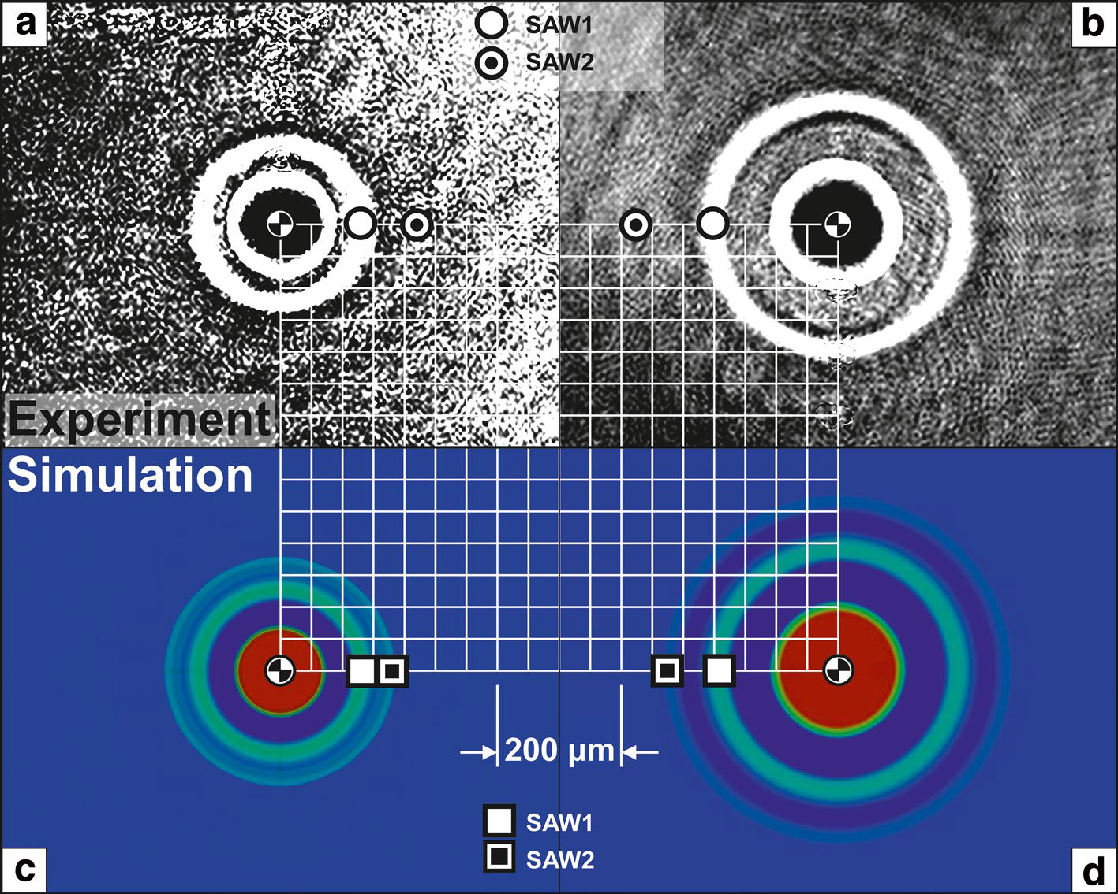 a
SAW1
SAW2
b
Experiment
Simulation
200 µm
SAW1
SAW2
c
d